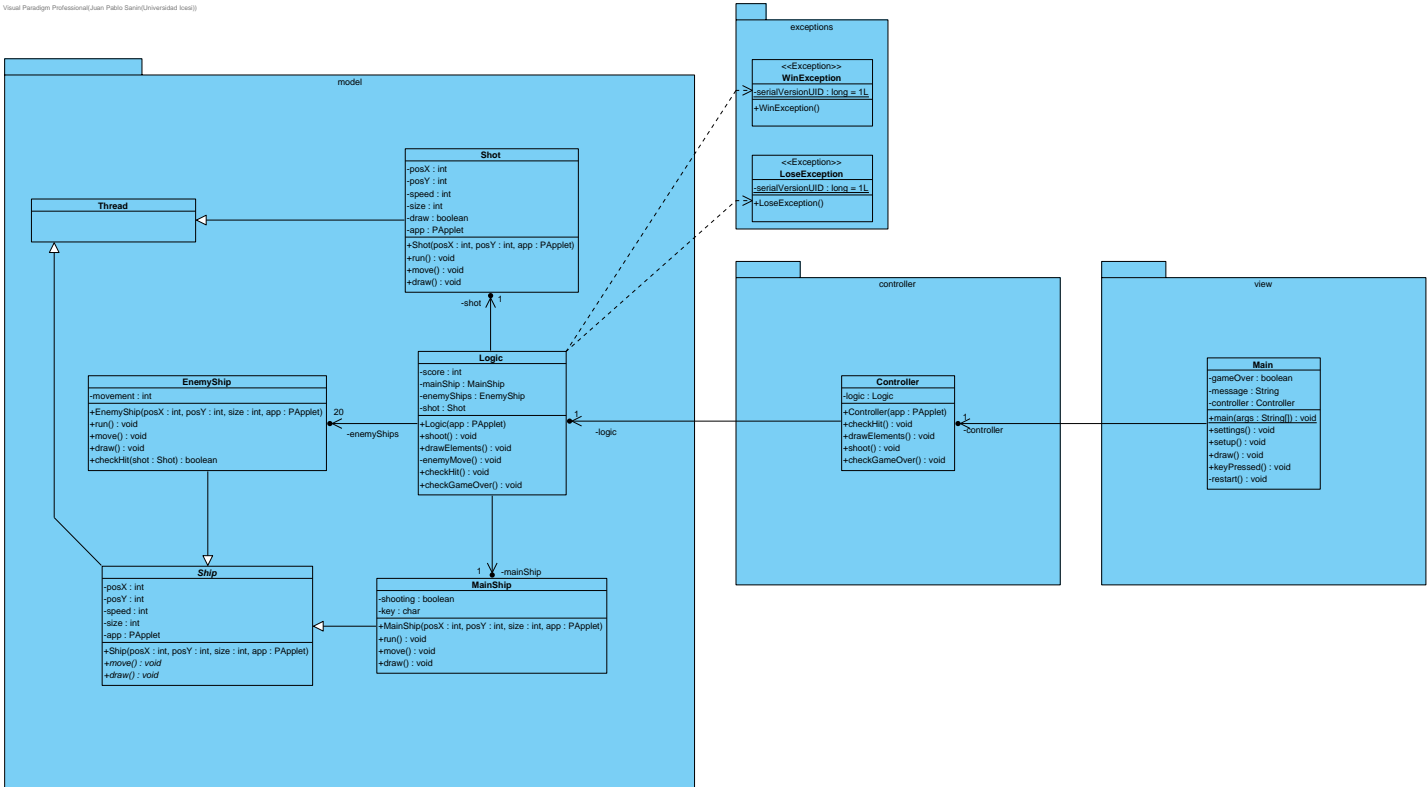 Visual Paradigm Professional(Juan Pablo Sanin(Universidad Icesi))
exceptions
<<Exception>>
WinException
-serialVersionUID : long = 1L
+WinException()
<<Exception>>
LoseException
-serialVersionUID : long = 1L
+LoseException()
model
Shot
-posX : int
-posY : int
-speed : int
-size : int
-draw : boolean
-app : PApplet
+Shot(posX : int, posY : int, app : PApplet)
+run() : void
+move() : void
+draw() : void
Thread
-shot
1
Logic
-score : int
-mainShip : MainShip
-enemyShips : EnemyShip
-shot : Shot
+Logic(app : PApplet)
+shoot() : void
+drawElements() : void
-enemyMove() : void
+checkHit() : void
+checkGameOver() : void
EnemyShip
-movement : int
+EnemyShip(posX : int, posY : int, size : int, app : PApplet)
+run() : void
+move() : void
+draw() : void
+checkHit(shot : Shot) : boolean
20
-enemyShips
Ship
-posX : int
-posY : int
-speed : int
-size : int
-app : PApplet
+Ship(posX : int, posY : int, size : int, app : PApplet)
+move() : void
+draw() : void
1
-mainShip
MainShip
-shooting : boolean
-key : char
+MainShip(posX : int, posY : int, size : int, app : PApplet)
+run() : void
+move() : void
+draw() : void
controller
1
-logic
Controller
-logic : Logic
+Controller(app : PApplet)
+checkHit() : void
+drawElements() : void
+shoot() : void
+checkGameOver() : void
view
1
-controller
Main
-gameOver : boolean
-message : String
-controller : Controller
+main(args : String[]) : void
+settings() : void
+setup() : void
+draw() : void
+keyPressed() : void
-restart() : void